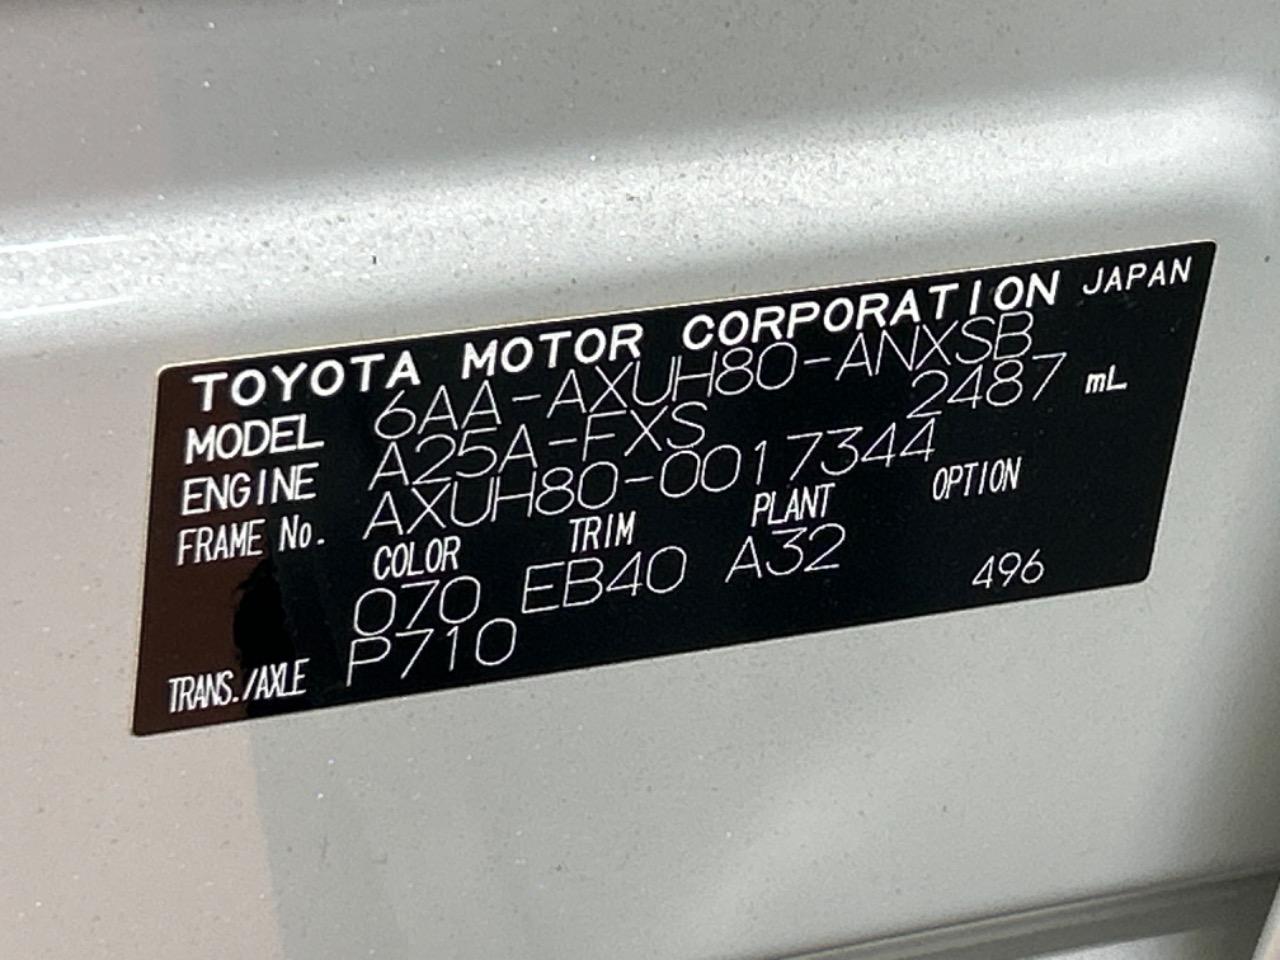 TOYOTA MOTOR CORPORATION JAPAN
MODEL 6AA-AXUH80-ANXSB
ENGINE A25A-FXS 2487 mL
FRAME No. AXUH80-0017344
COLOR TRIM PLANT OPTION
070 EB40 A32 496
TRANS./AXLE P710